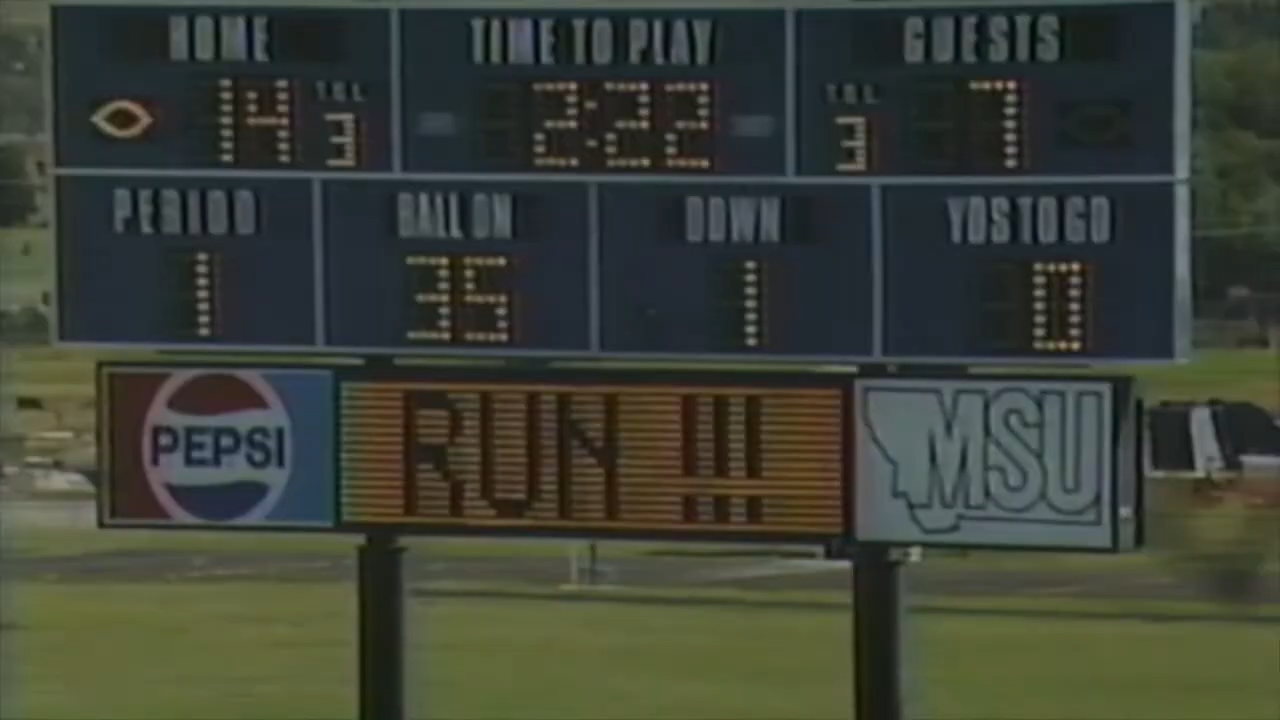 HOME TIME TO PLAY GUESTS
14 TOL 3 2:22 TOL 3 7
PERIOD BALL ON DOWN YDS TO GO
1 35 1 0
PEPSI RUN !!! MSU